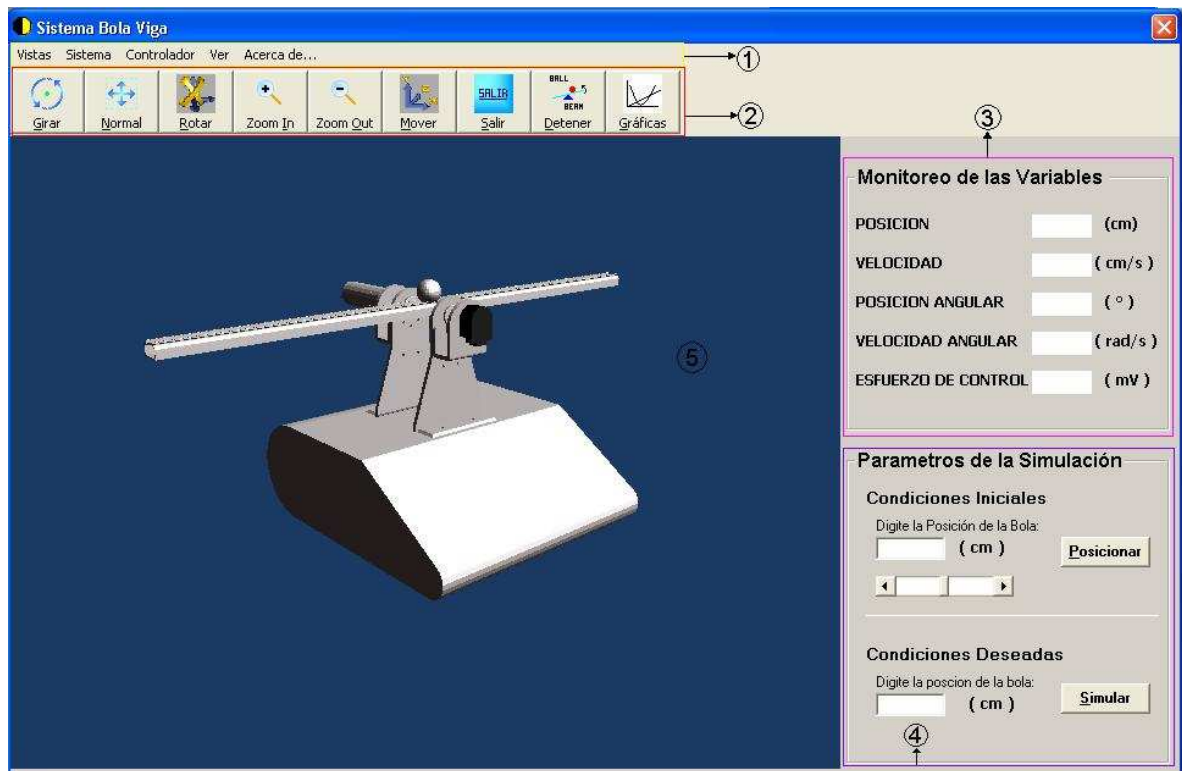 Sistema Bola Viga
Vistas Sistema Controlador Ver Acerca de...
1
Girar Normal Rotar Zoom In Zoom Out Mover SALIR Salir BALL BEAM Detener Gráficas
2
3
Monitoreo de las Variables
POSICION (cm)
VELOCIDAD ( cm/s )
POSICION ANGULAR ( º )
VELOCIDAD ANGULAR ( rad/s )
ESFUERZO DE CONTROL ( mV )
5
Parametros de la Simulación
Condiciones Iniciales
Digite la Posición de la Bola:
( cm ) Posicionar
Condiciones Deseadas
Digite la poscion de la bola:
( cm ) Simular
4